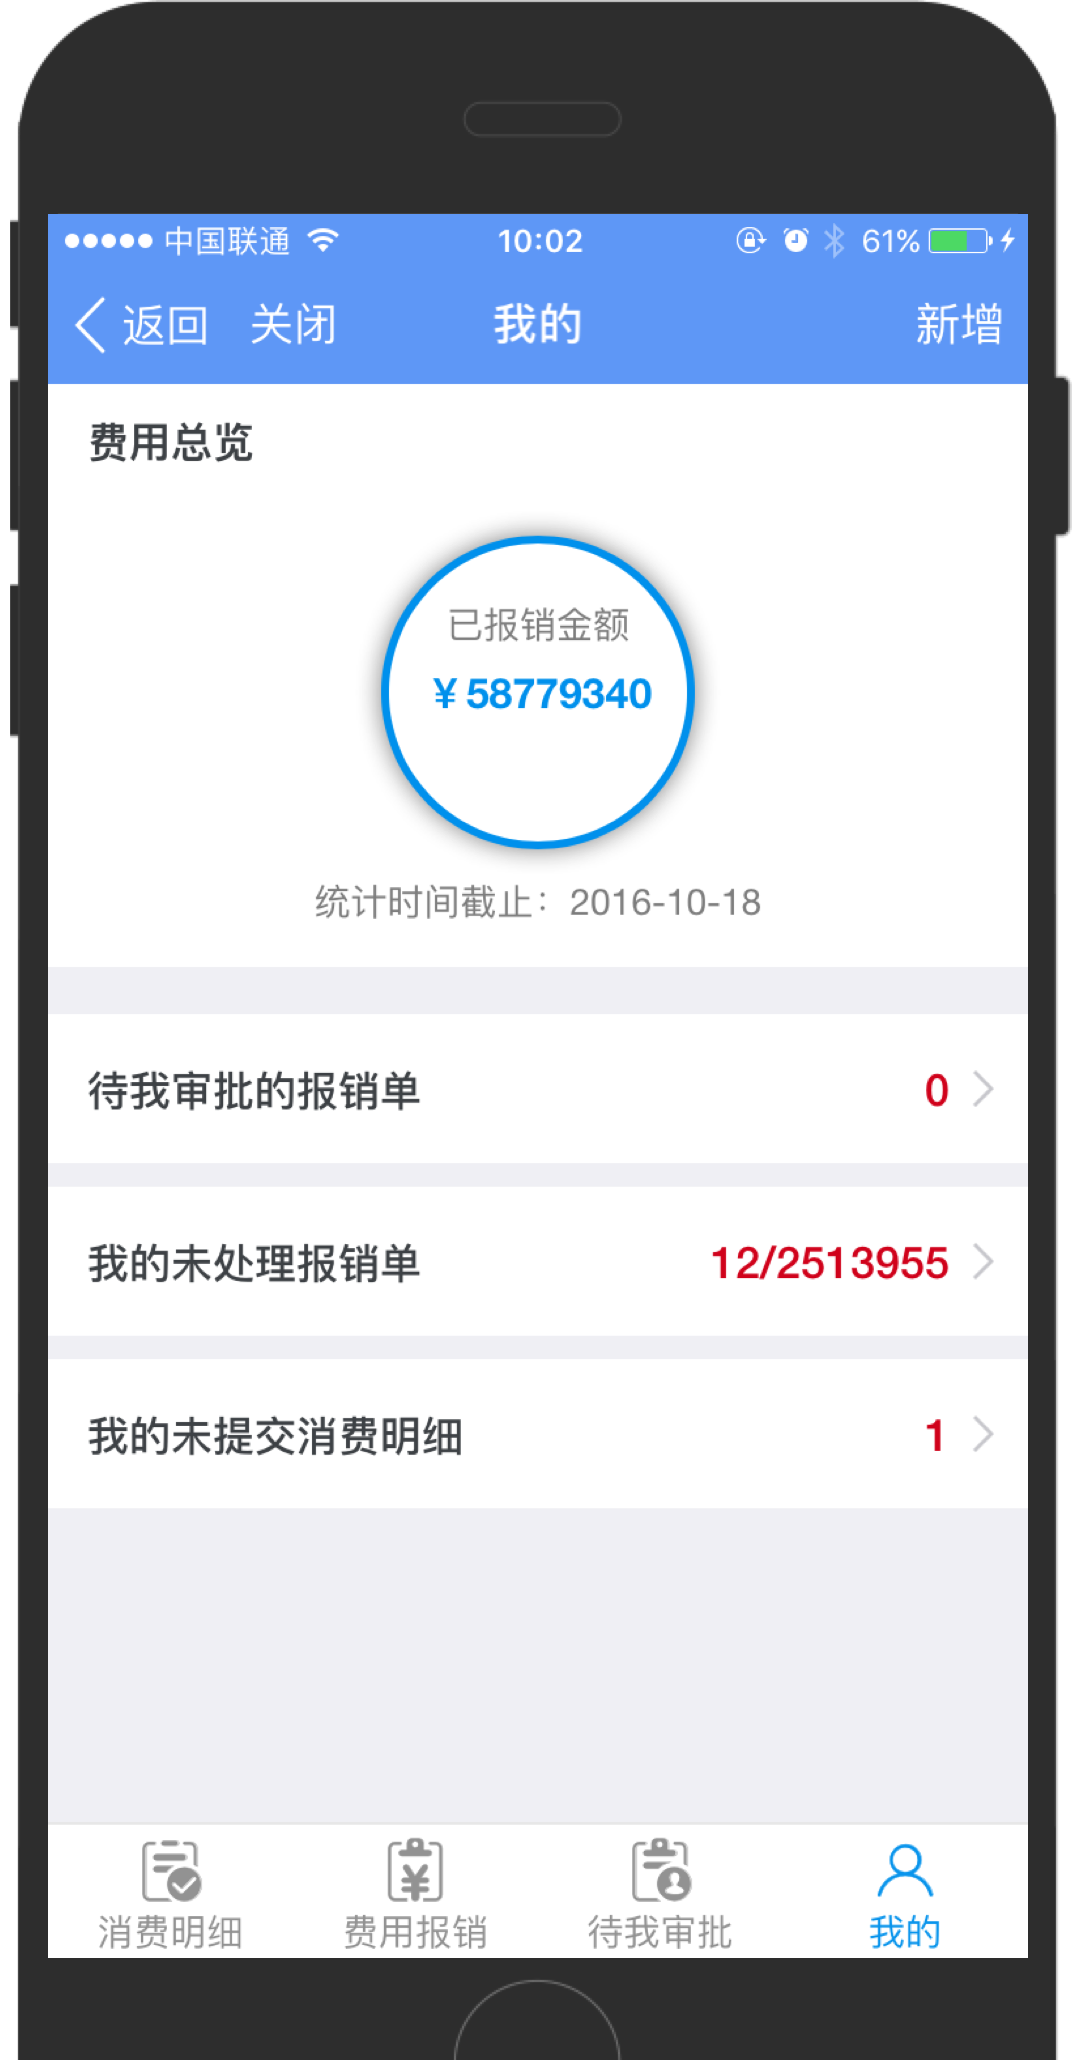 中国联通 10:02 61%
返回 关闭 我的 新增
费用总览
已报销金额
¥ 58779340
统计时间截止：2016-10-18
待我审批的报销单 0
我的未处理报销单 12/2513955
我的未提交消费明细 1
消费明细 费用报销 待我审批 我的